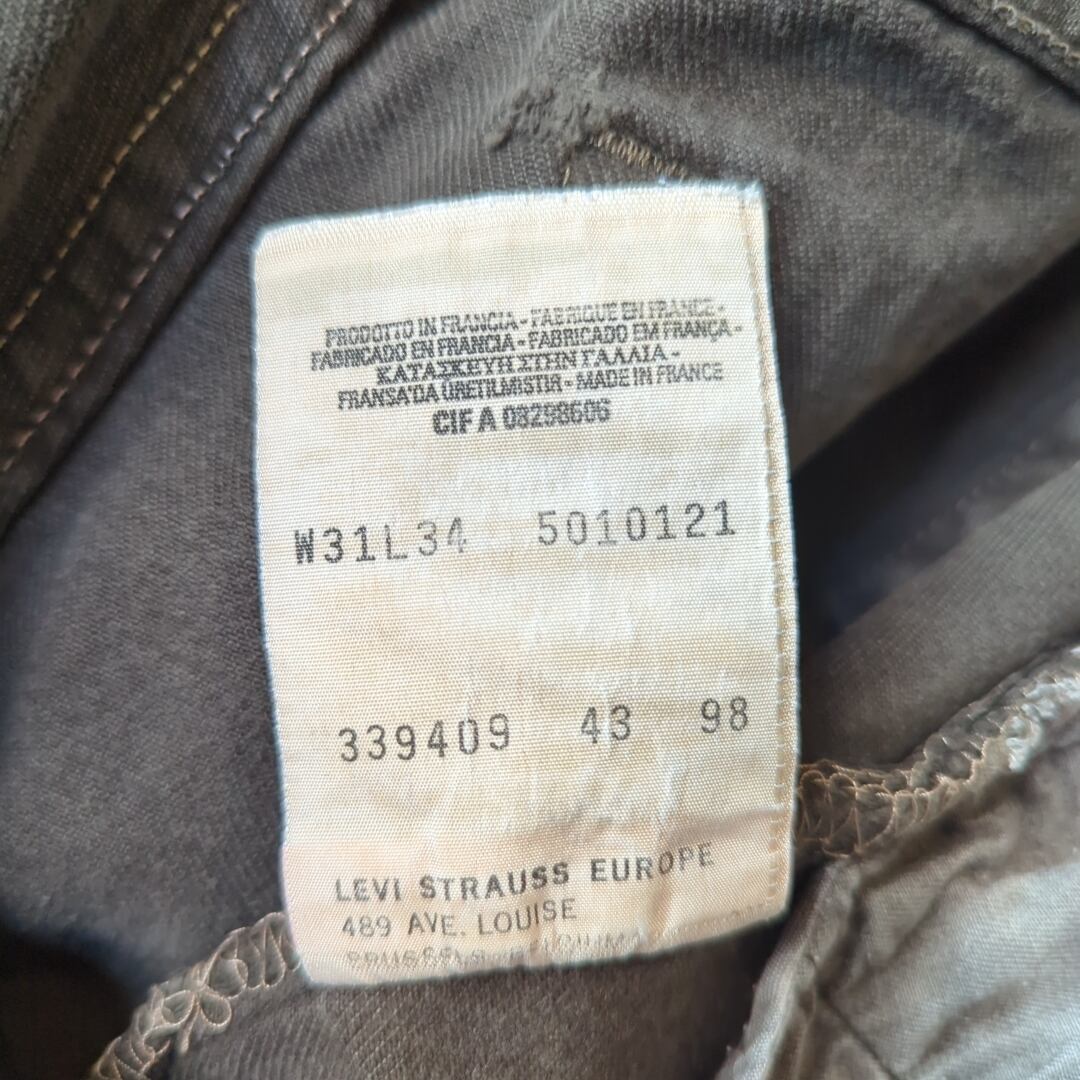 PRODOTTO IN FRANCIA - FABRIQUE EN FRANCE -
FABRICADO EN FRANCIA - FABRICADO EM FRANÇA -
ΚΑΤΑΣΚΕΥΗ ΣΤΗΝ ΓΑΛΛΙΑ -
FRANSA'DA ÜRETILMISTIR - MADE IN FRANCE
CIF A 08298606
W31L34 5010121
339409 43 98
LEVI STRAUSS EUROPE
489 AVE. LOUISE